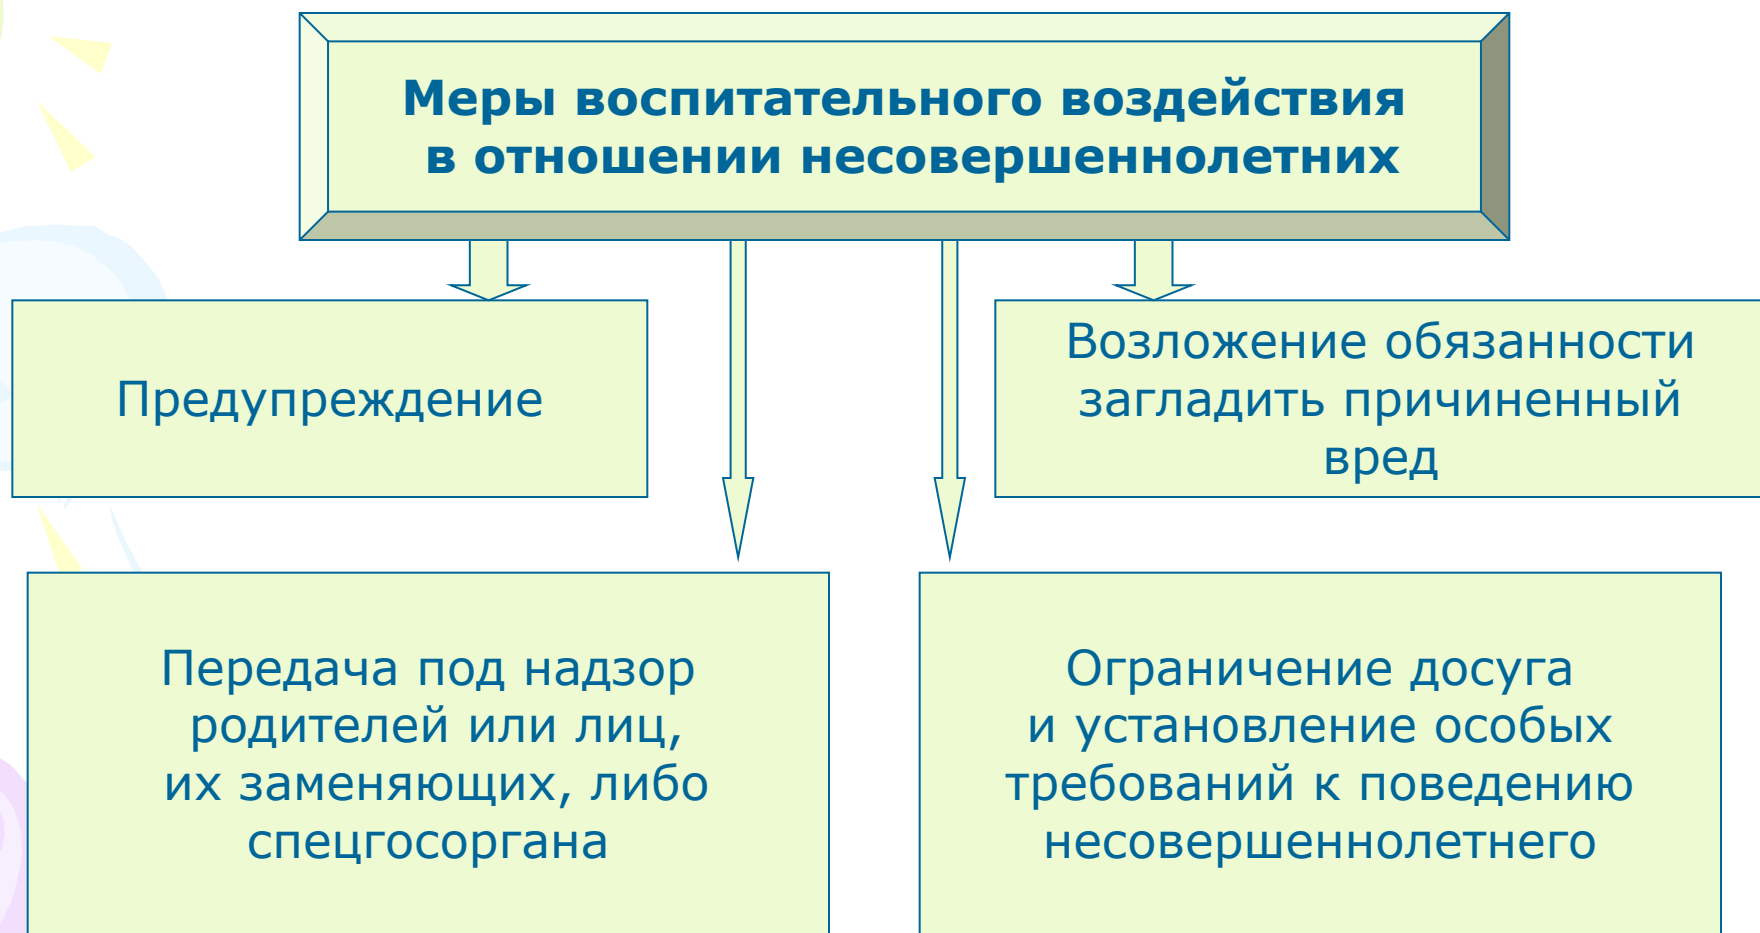 Меры воспитательного воздействия
в отношении несовершеннолетних
Предупреждение
Возложение обязанности
загладить причиненный
вред
Передача под надзор
родителей или лиц,
их заменяющих, либо
спецгосоргана
Ограничение досуга
и установление особых
требований к поведению
несовершеннолетнего